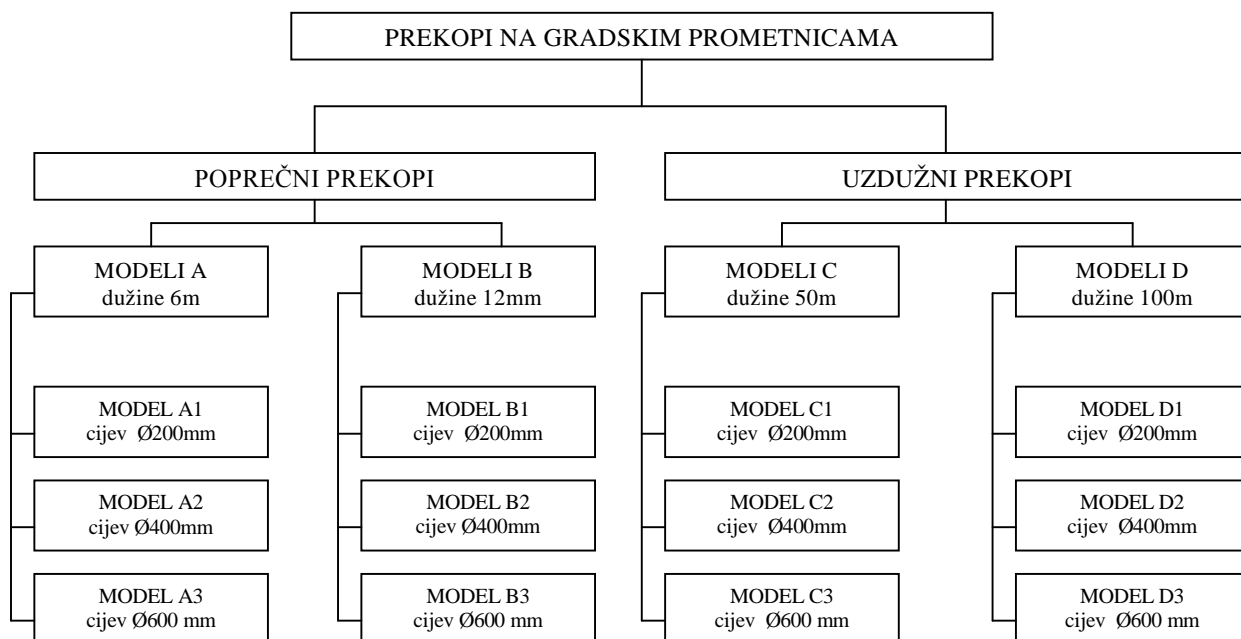 PREKOPI NA GRADSKIM PROMETNICAMA
POPREČNI PREKOPI
UZDUŽNI PREKOPI
MODELI A
dužine 6m
MODELI B
dužine 12mm
MODELI C
dužine 50m
MODELI D
dužine 100m
MODEL A1
cijev Ø200mm
MODEL B1
cijev Ø200mm
MODEL C1
cijev Ø200mm
MODEL D1
cijev Ø200mm
MODEL A2
cijev Ø400mm
MODEL B2
cijev Ø400mm
MODEL C2
cijev Ø400mm
MODEL D2
cijev Ø400mm
MODEL A3
cijev Ø600 mm
MODEL B3
cijev Ø600 mm
MODEL C3
cijev Ø600 mm
MODEL D3
cijev Ø600 mm